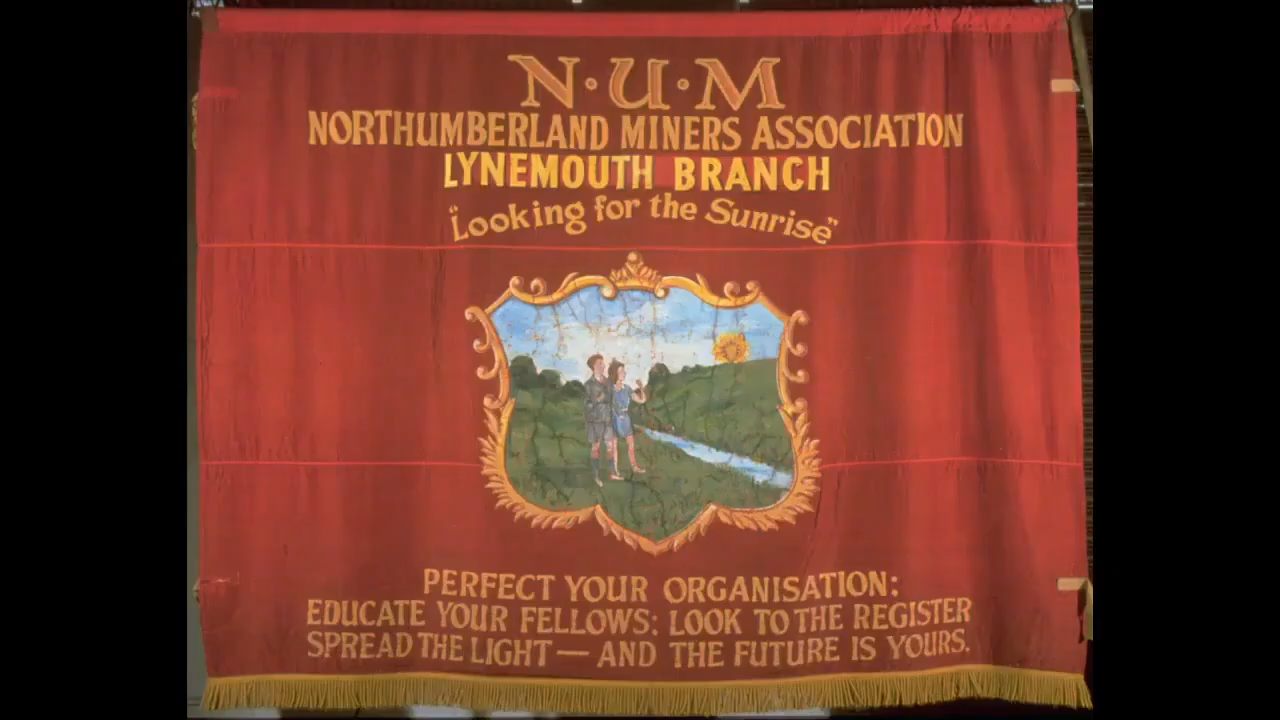 N·U·M
NORTHUMBERLAND MINERS ASSOCIATION
LYNEMOUTH BRANCH
"Looking for the Sunrise"
PERFECT YOUR ORGANISATION:
EDUCATE YOUR FELLOWS: LOOK TO THE REGISTER
SPREAD THE LIGHT — AND THE FUTURE IS YOURS.